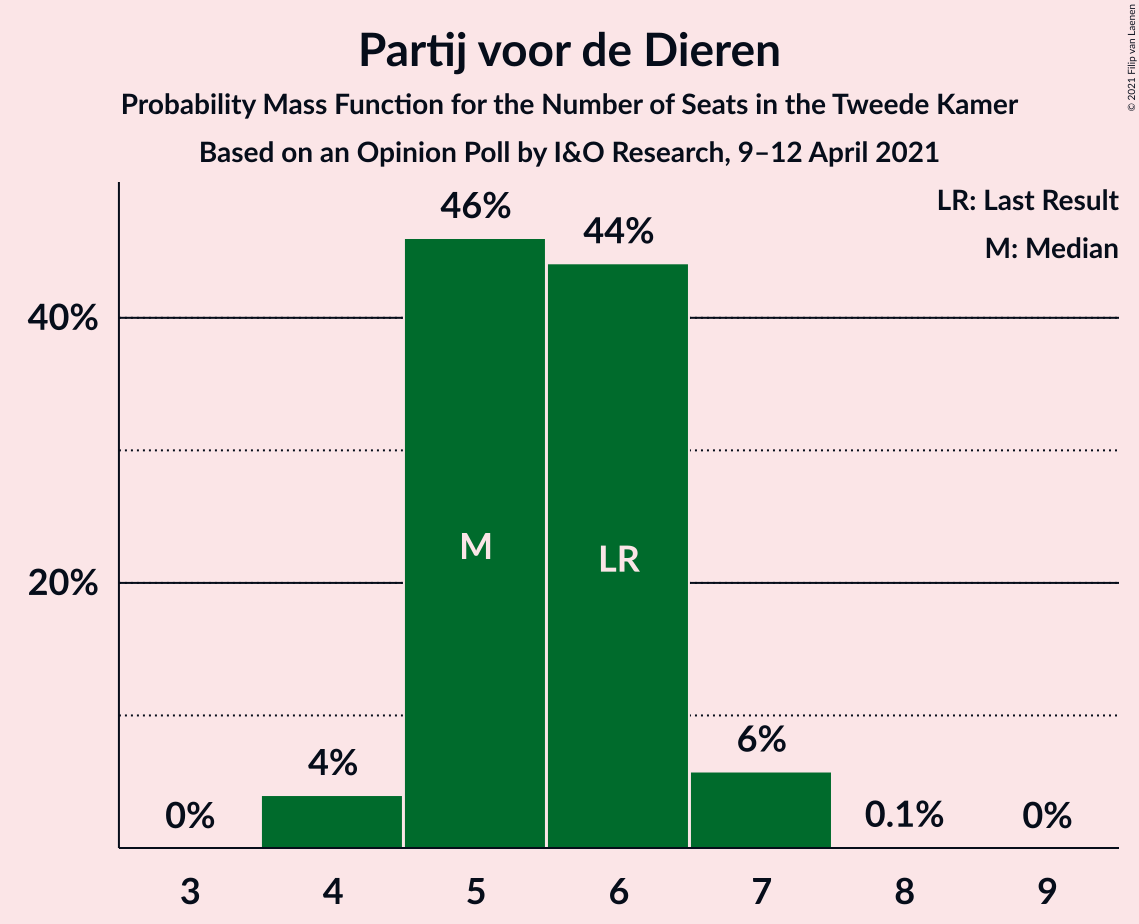 Partij voor de Dieren
Probability Mass Function for the Number of Seats in the Tweede Kamer
Based on an Opinion Poll by I&O Research, 9–12 April 2021
© 2021 Filip van Laenen
LR: Last Result
M: Median
46%
44%
40%
M
LR
20%
6%
4%
0%
0.1%
0%
3 4 5 6 7 8 9